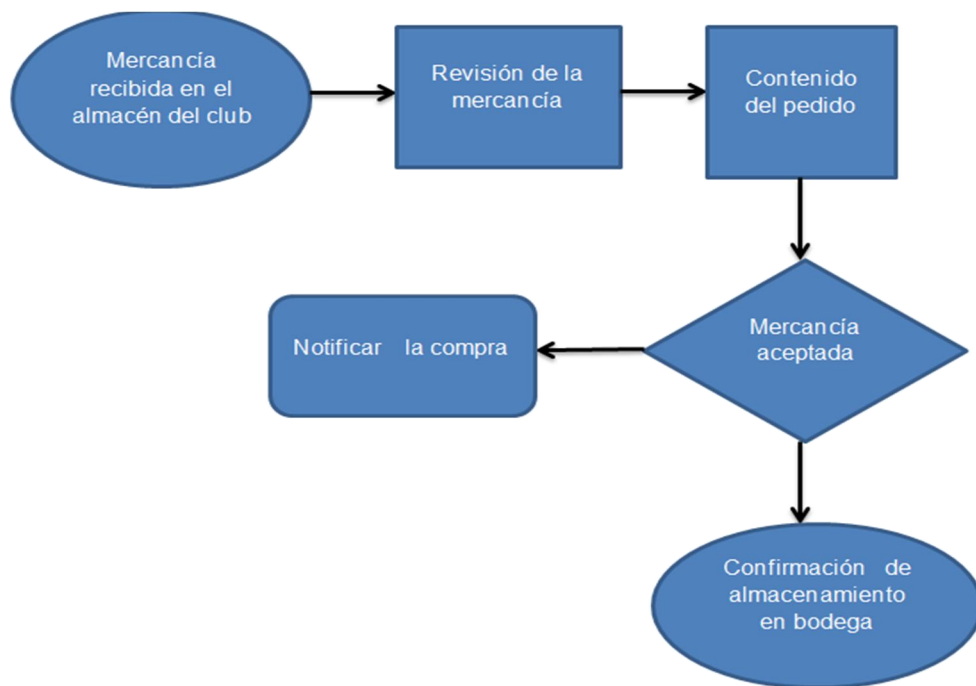 Mercancía
recibida en el
almacén del club
Revisión de la
mercancía
Contenido
del pedido
Mercancía
aceptada
Notificar la compra
Confirmación de
almacenamiento
en bodega